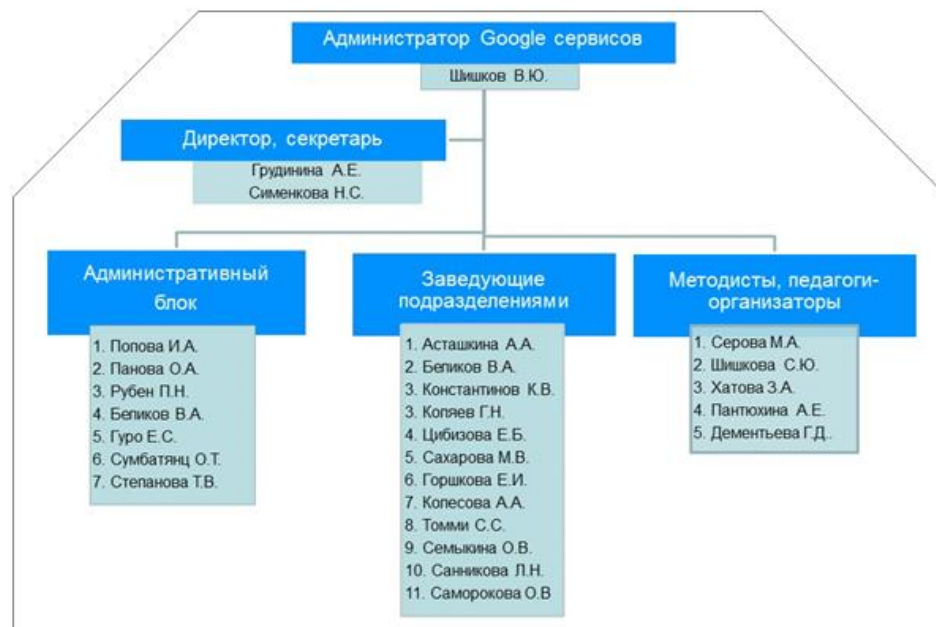 Администратор Google сервисов
Шишков В.Ю.
Директор, секретарь
Грудинина А.Е.
Сименкова Н.С.
Административный
блок
1. Попова И.А.
2. Панова О.А.
3. Рубен П.Н.
4. Беликов В.А.
5. Гуро Е.С.
6. Сумбатянц О.Т.
7. Степанова Т.В.
Заведующие
подразделениями
1. Асташкина А.А.
2. Беликов В.А.
3. Константинов К.В.
3. Копяев Г.Н.
4. Цибизова Е.Б.
5. Сахарова М.В.
6. Горшкова Е.И.
7. Колесова А.А.
8. Томми С.С.
9. Семыкина О.В.
10. Санникова Л.Н.
11. Саморокова О.В
Методисты, педагоги-
организаторы
1. Серова М.А.
2. Шишкова С.Ю.
3. Хатова З.А.
4. Пантюхина А.Е.
5. Дементьева Г.Д..